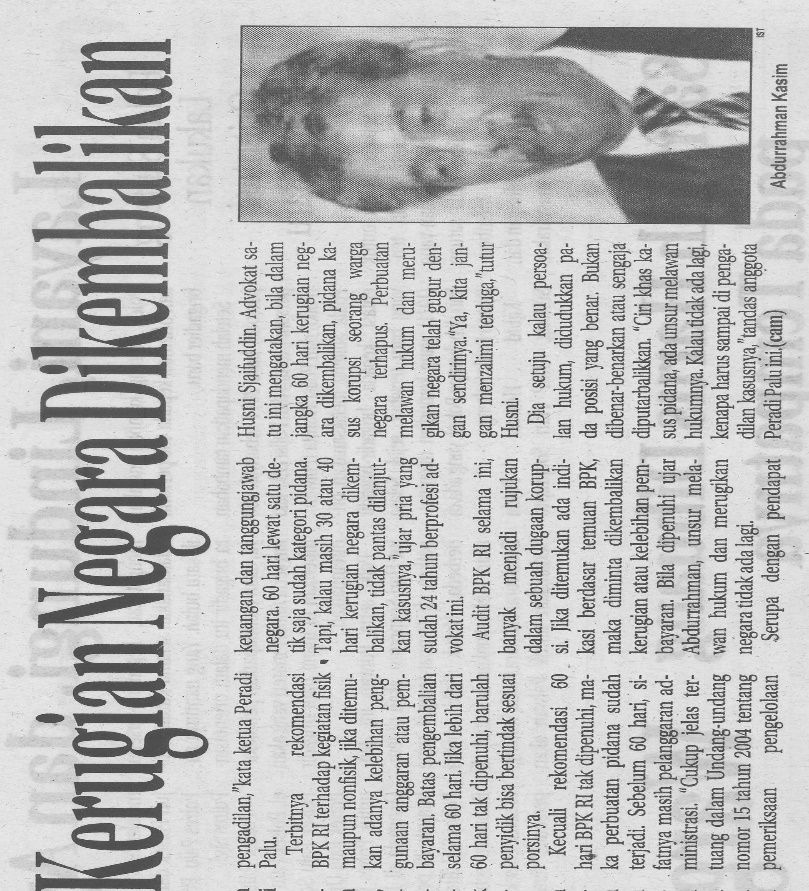 Kerugian Negara Dikembalikan
pengadilan,"kata ketua Peradi
Palu.
Terbitnya rekomendasi
BPK RI terhadap kegiatan fisik
maupun nonfisik, jika ditemu-
kan adanya kelebihan peng-
gunaan anggaran atau pem-
bayaran. Batas pengembalian
selama 60 hari. Jika lebih dari
60 hari tak dipenuhi, barulah
penyidik bisa bertindak sesuai
porsinya.
Kecuali rekomendasi 60
hari BPK RI tak dipenuhi, ma-
ka perbuatan pidana sudah
terjadi. Sebelum 60 hari, si-
fatnya masih pelanggaran ad-
ministrasi. "Cukup jelas ter-
tuang dalam Undang-undang
nomor 15 tahun 2004 tentang
pemeriksaan pengelolaan
keuangan dan tanggungjawab
negara. 60 hari lewat satu de-
tik saja sudah kategori pidana.
Tapi, kalau masih 30 atau 40
hari kerugian negara dikem-
balikan, tidak pantas dilanjut-
kan kasusnya,"ujar pria yang
sudah 24 tahun berprofesi ad-
vokat ini.
Audit BPK RI selama ini,
banyak menjadi rujukan
dalam sebuah dugaan korup-
si. Jika ditemukan ada indi-
kasi berdasar temuan BPK,
maka diminta dikembalikan
kerugian atau kelebihan pem-
bayaran. Bila dipenuhi ujar
Abdurrahman, unsur mela-
wan hukum dan merugikan
negara tidak ada lagi.
Serupa dengan pendapat
Husni Sjaifuddin. Advokat sa-
tu ini mengatakan, bila dalam
jangka 60 hari kerugian neg-
ara dikembalikan, pidana ka-
sus korupsi seorang warga
negara terhapus. Perbuatan
melawan hukum dan meru-
gikan negara telah gugur den-
gan sendirinya."Ya, kita jan-
gan menzalimi terduga,"tutur
Husni.
Dia setuju kalau persoa-
lan hukum, didudukkan pa-
da posisi yang benar. Bukan
dibenar-benarkan atau sengaja
diputarbalikkan. "Ciri khas ka-
sus pidana, ada unsur melawan
hukumnya. Kalau tidak ada lagi,
kenapa harus sampai di penga-
dilan kasusnya,"tandas anggota
Peradi Palu ini.(cam)
IST
Abdurrahman Kasim